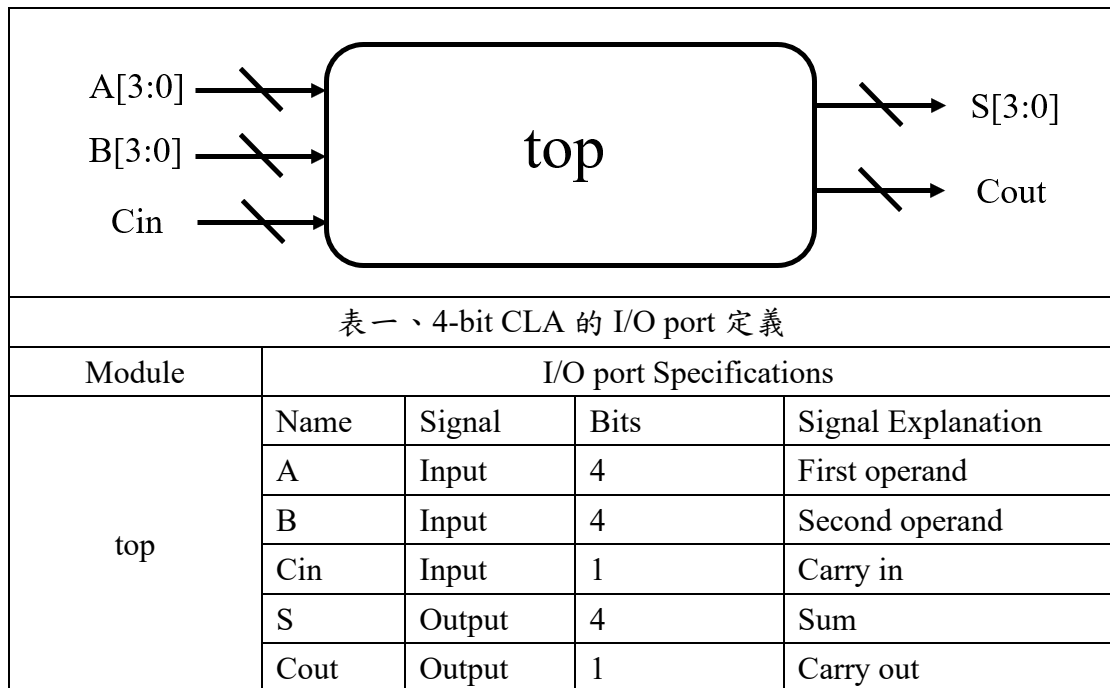 A[3:0]
B[3:0]
Cin
top
S[3:0]
Cout
表一、4-bit CLA 的 I/O port 定義
Module I/O port Specifications
top
Name Signal Bits Signal Explanation
A Input 4 First operand
B Input 4 Second operand
Cin Input 1 Carry in
S Output 4 Sum
Cout Output 1 Carry out